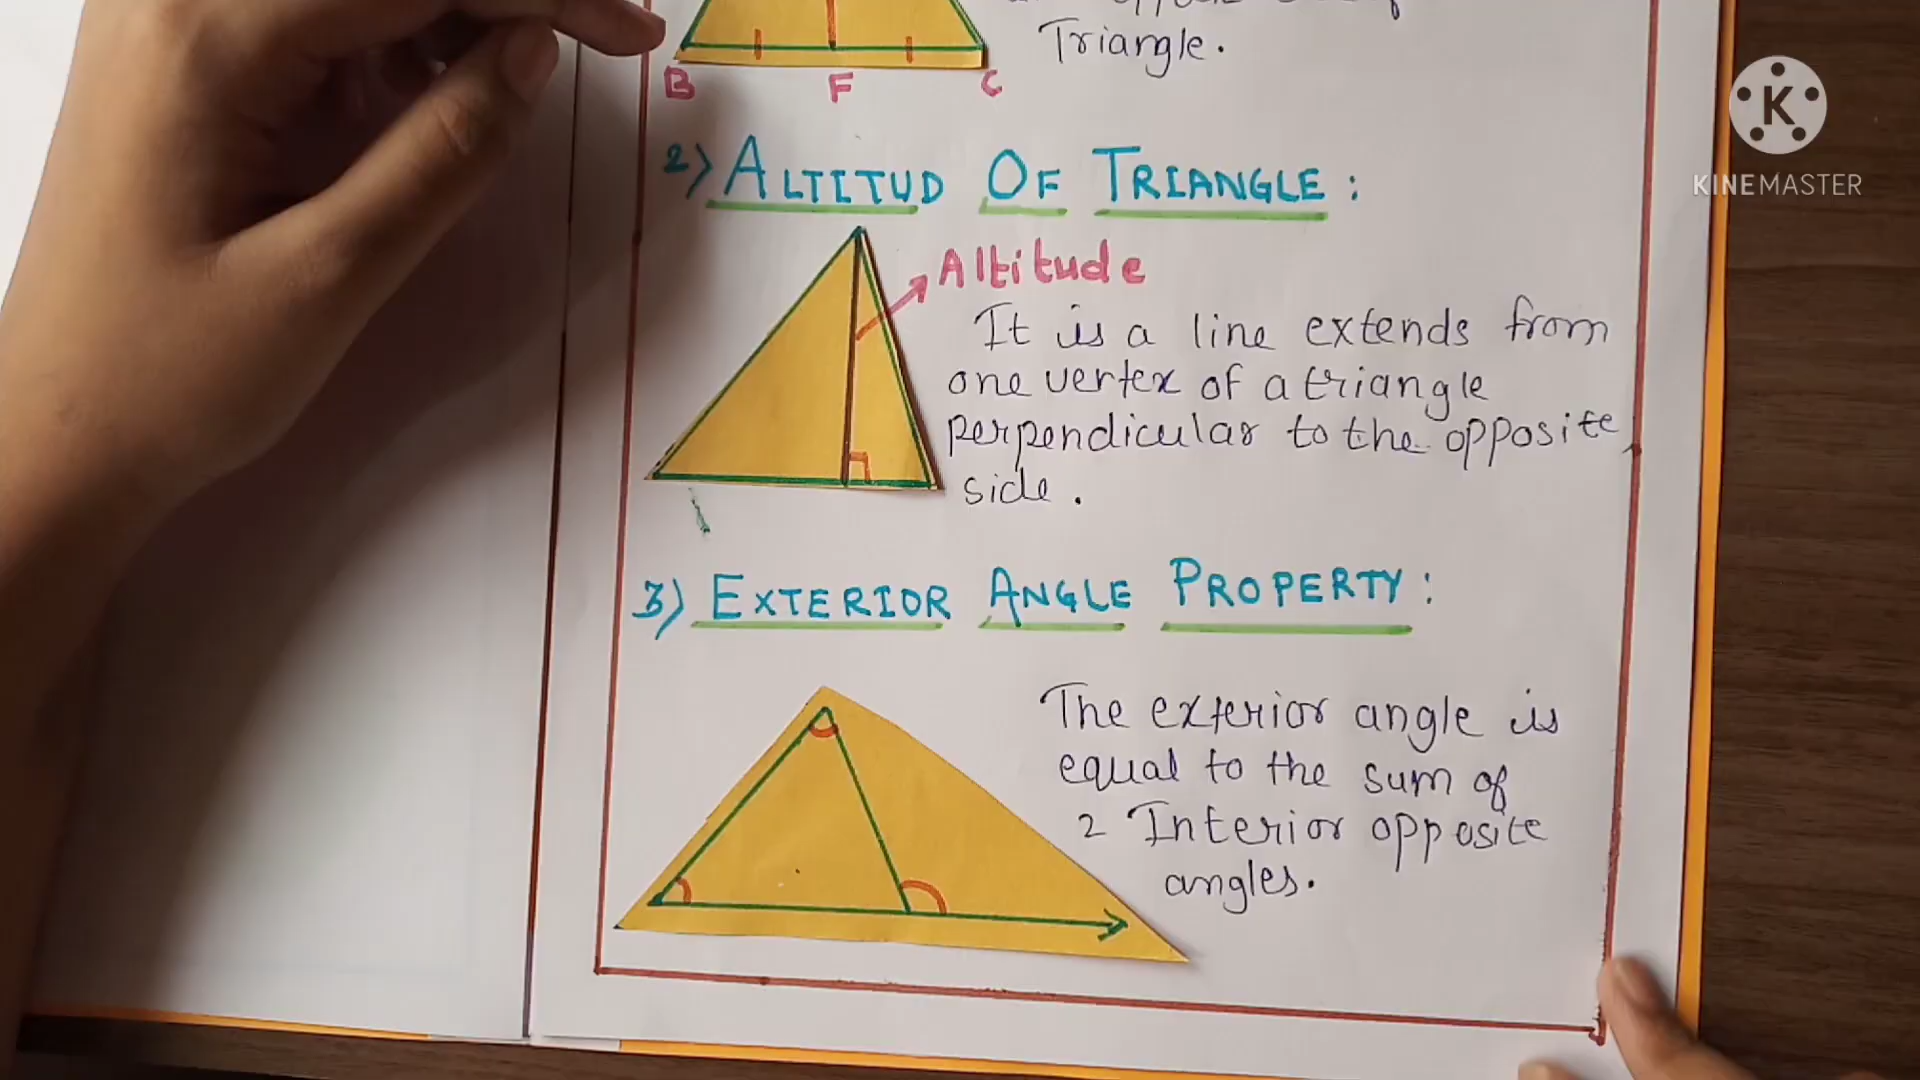 Triangle.
B F C
2) ALTITUD OF TRIANGLE:
Altitude
It is a line extends from
one vertex of a triangle
perpendicular to the opposite
side.
3) EXTERIOR ANGLE PROPERTY:
The exterior angle is
equal to the sum of
2 Interior opposite
angles.
K
KINEMASTER